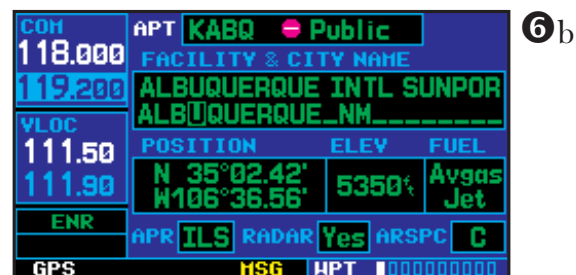 COM
118.000
119.200
VLOC
111.50
111.90
ENR
GPS
APT KABQ Public
FACILITY & CITY NAME
ALBUQUERQUE INTL SUNPOR
ALBUQUERQUE_NM________
POSITION ELEV FUEL
N 35°02.42' 5350ft Avgas
W106°36.56' Jet
APR ILS RADAR Yes ARSPC C
MSG WPT
6b